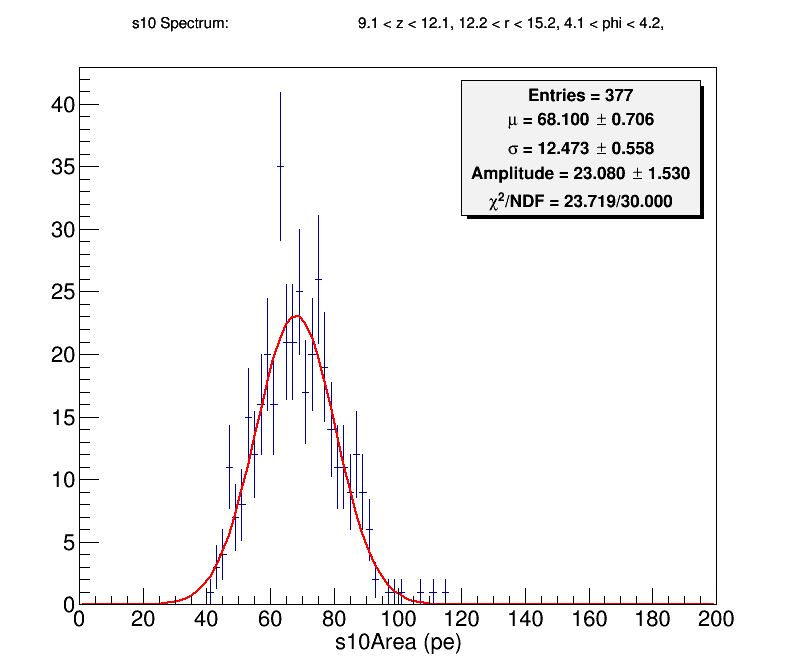 s10 Spectrum: 9.1 < z < 12.1, 12.2 < r < 15.2, 4.1 < phi < 4.2,
Entries = 377
μ = 68.100 ± 0.706
σ = 12.473 ± 0.558
Amplitude = 23.080 ± 1.530
χ²/NDF = 23.719/30.000
40
35
30
25
20
15
10
5
0
0 20 40 60 80 100 120 140 160 180 200
s10Area (pe)